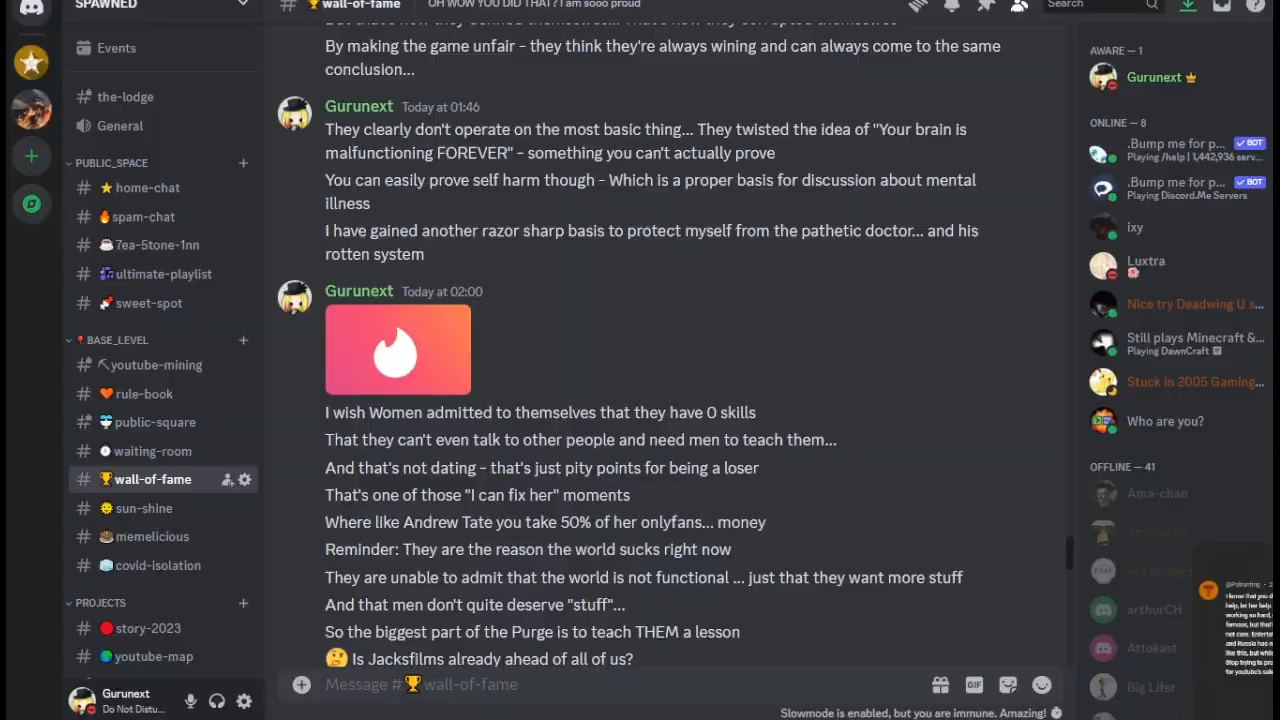 SPAWNED
Events
the-lodge
General
PUBLIC_SPACE
home-chat
spam-chat
7ea-5tone-1nn
ultimate-playlist
sweet-spot
BASE_LEVEL
youtube-mining
rule-book
public-square
waiting-room
wall-of-fame
sun-shine
memelicious
covid-isolation
PROJECTS
story-2023
youtube-map
Gurunext
Do Not Distu...
wall-of-fame
OH WOW YOU DID THAT? I am sooo proud
Search
But that's how they defined themselves... That's how they corrupted themselves
By making the game unfair - they think they're always wining and can always come to the same
conclusion...
Gurunext Today at 01:46
They clearly don't operate on the most basic thing... They twisted the idea of "Your brain is
malfunctioning FOREVER" - something you can't actually prove
You can easily prove self harm though - Which is a proper basis for discussion about mental
illness
I have gained another razor sharp basis to protect myself from the pathetic doctor... and his
rotten system
Gurunext Today at 02:00
I wish Women admitted to themselves that they have 0 skills
That they can't even talk to other people and need men to teach them...
And that's not dating - that's just pity points for being a loser
That's one of those "I can fix her" moments
Where like Andrew Tate you take 50% of her onlyfans... money
Reminder: They are the reason the world sucks right now
They are unable to admit that the world is not functional ... just that they want more stuff
And that men don't quite deserve "stuff"...
So the biggest part of the Purge is to teach THEM a lesson
🤔 Is Jacksfilms already ahead of all of us?
Message #🏆wall-of-fame
GIF
Slowmode is enabled, but you are immune. Amazing!
AWARE — 1
Gurunext
ONLINE — 8
.Bump me for p... BOT
Playing /help | 1,442,936 serv...
.Bump me for p... BOT
Playing Discord.Me Servers
ixy
Luxtra
Nice try Deadwing U s...
Still plays Minecraft &...
Playing DawnCraft
Stuck in 2005 Gaming...
Who are you?
OFFLINE — 41
Ama-chan
arturCH
Attokast
Big Lifer